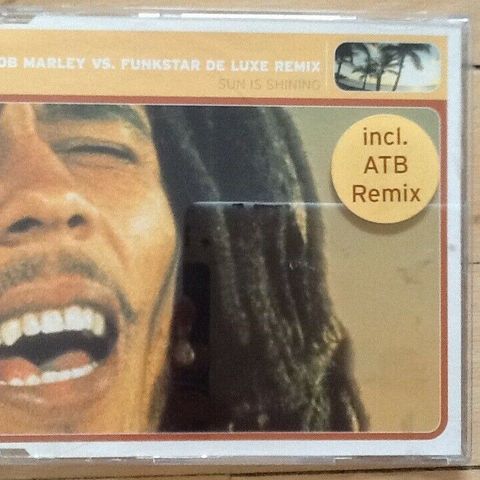 OB MARLEY VS. FUNKSTAR DE LUXE REMIX
SUN IS SHINING
incl.
ATB
Remix